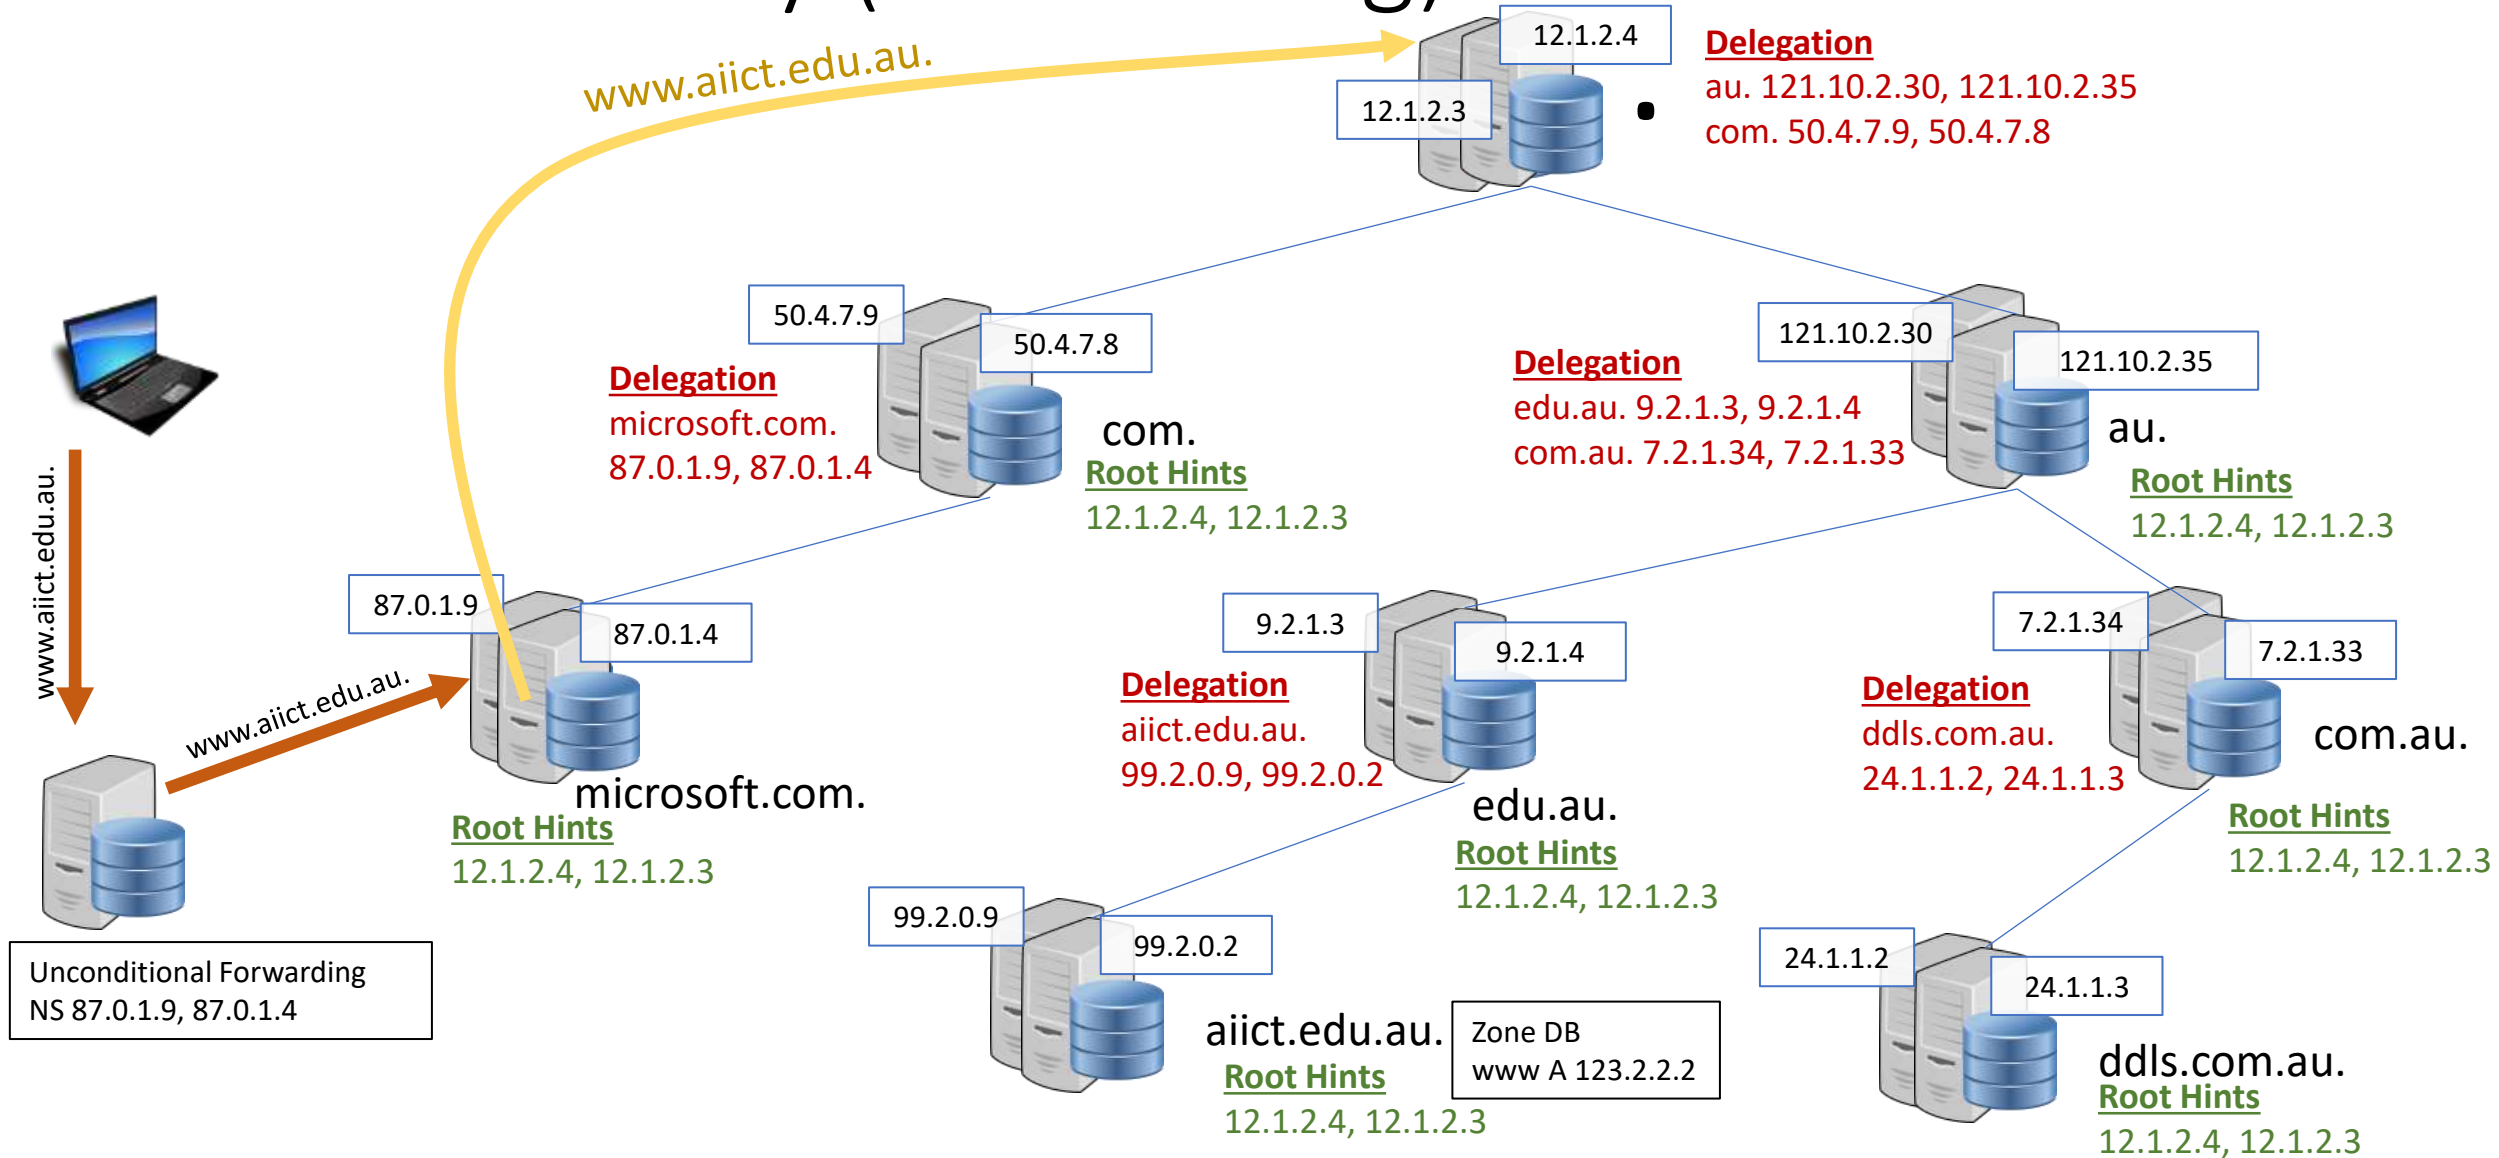 www.aiict.edu.au.
12.1.2.4
12.1.2.3
.
Delegation
au. 121.10.2.30, 121.10.2.35
com. 50.4.7.9, 50.4.7.8
50.4.7.9
50.4.7.8
Delegation
microsoft.com.
87.0.1.9, 87.0.1.4
com.
Root Hints
12.1.2.4, 12.1.2.3
121.10.2.30
121.10.2.35
Delegation
edu.au. 9.2.1.3, 9.2.1.4
com.au. 7.2.1.34, 7.2.1.33
au.
Root Hints
12.1.2.4, 12.1.2.3
www.aiict.edu.au.
www.aiict.edu.au.
87.0.1.9
87.0.1.4
microsoft.com.
Root Hints
12.1.2.4, 12.1.2.3
9.2.1.3
9.2.1.4
Delegation
aiict.edu.au.
99.2.0.9, 99.2.0.2
edu.au.
Root Hints
12.1.2.4, 12.1.2.3
7.2.1.34
7.2.1.33
Delegation
ddls.com.au.
24.1.1.2, 24.1.1.3
com.au.
Root Hints
12.1.2.4, 12.1.2.3
Unconditional Forwarding
NS 87.0.1.9, 87.0.1.4
99.2.0.9
99.2.0.2
aiict.edu.au.
Root Hints
12.1.2.4, 12.1.2.3
Zone DB
www A 123.2.2.2
24.1.1.2
24.1.1.3
ddls.com.au.
Root Hints
12.1.2.4, 12.1.2.3